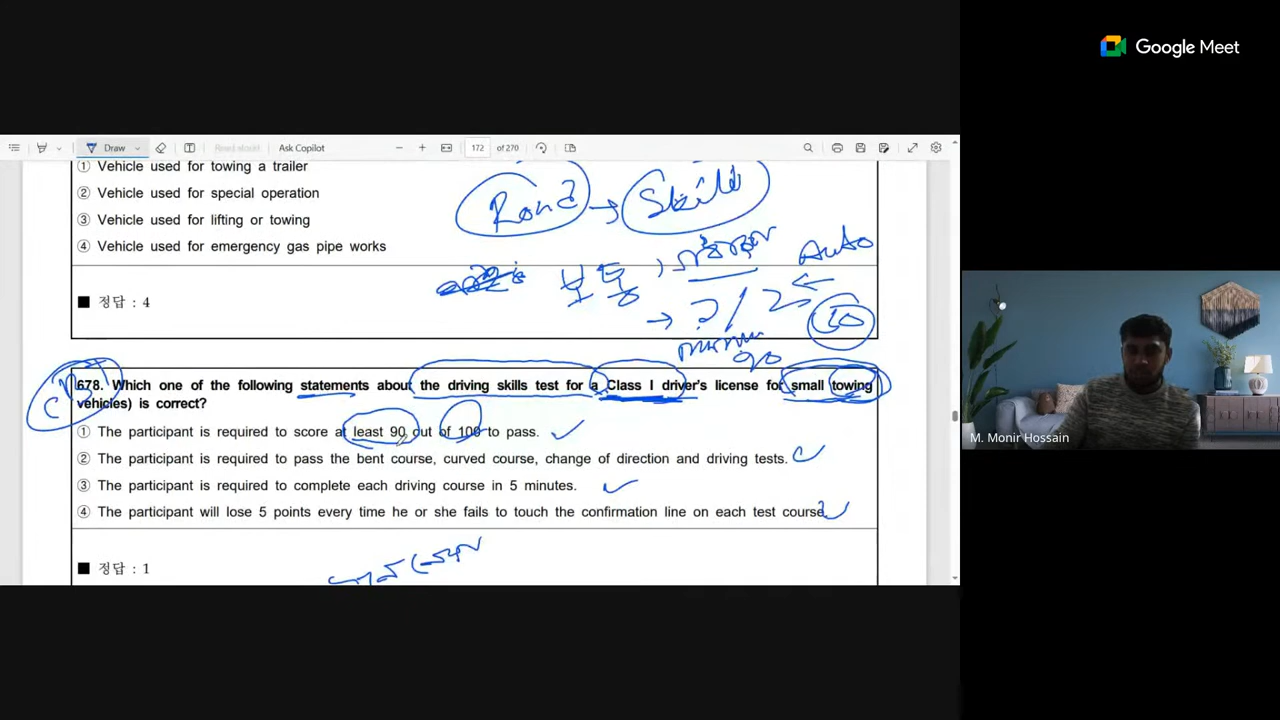 Google Meet
Draw
Read aloud
Ask Copilot
172 of 270
① Vehicle used for towing a trailer
② Vehicle used for special operation
③ Vehicle used for lifting or towing
④ Vehicle used for emergency gas pipe works
Skill
보통
Auto
■ 정답 : 4
90
678. Which one of the following statements about the driving skills test for a Class I driver's license for small towing
vehicles) is correct?
① The participant is required to score at least 90 out of 100 to pass.
② The participant is required to pass the bent course, curved course, change of direction and driving tests.
③ The participant is required to complete each driving course in 5 minutes.
④ The participant will lose 5 points every time he or she fails to touch the confirmation line on each test course.
■ 정답 : 1
M. Monir Hossain